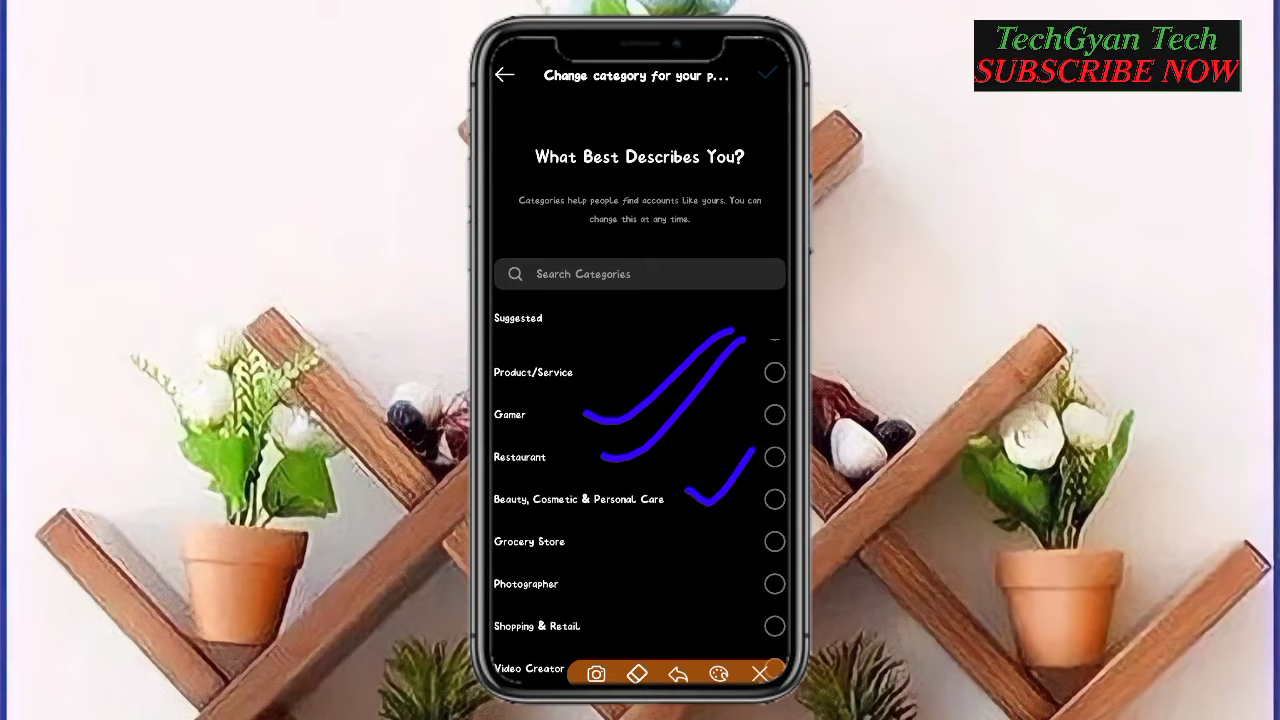 TechGyan Tech
SUBSCRIBE NOW
Change category for your p...
What Best Describes You?
Categories help people find accounts like yours. You can
change this at any time.
Search Categories
Suggested
Product/Service
Gamer
Restaurant
Beauty, Cosmetic & Personal Care
Grocery Store
Photographer
Shopping & Retail
Video Creator